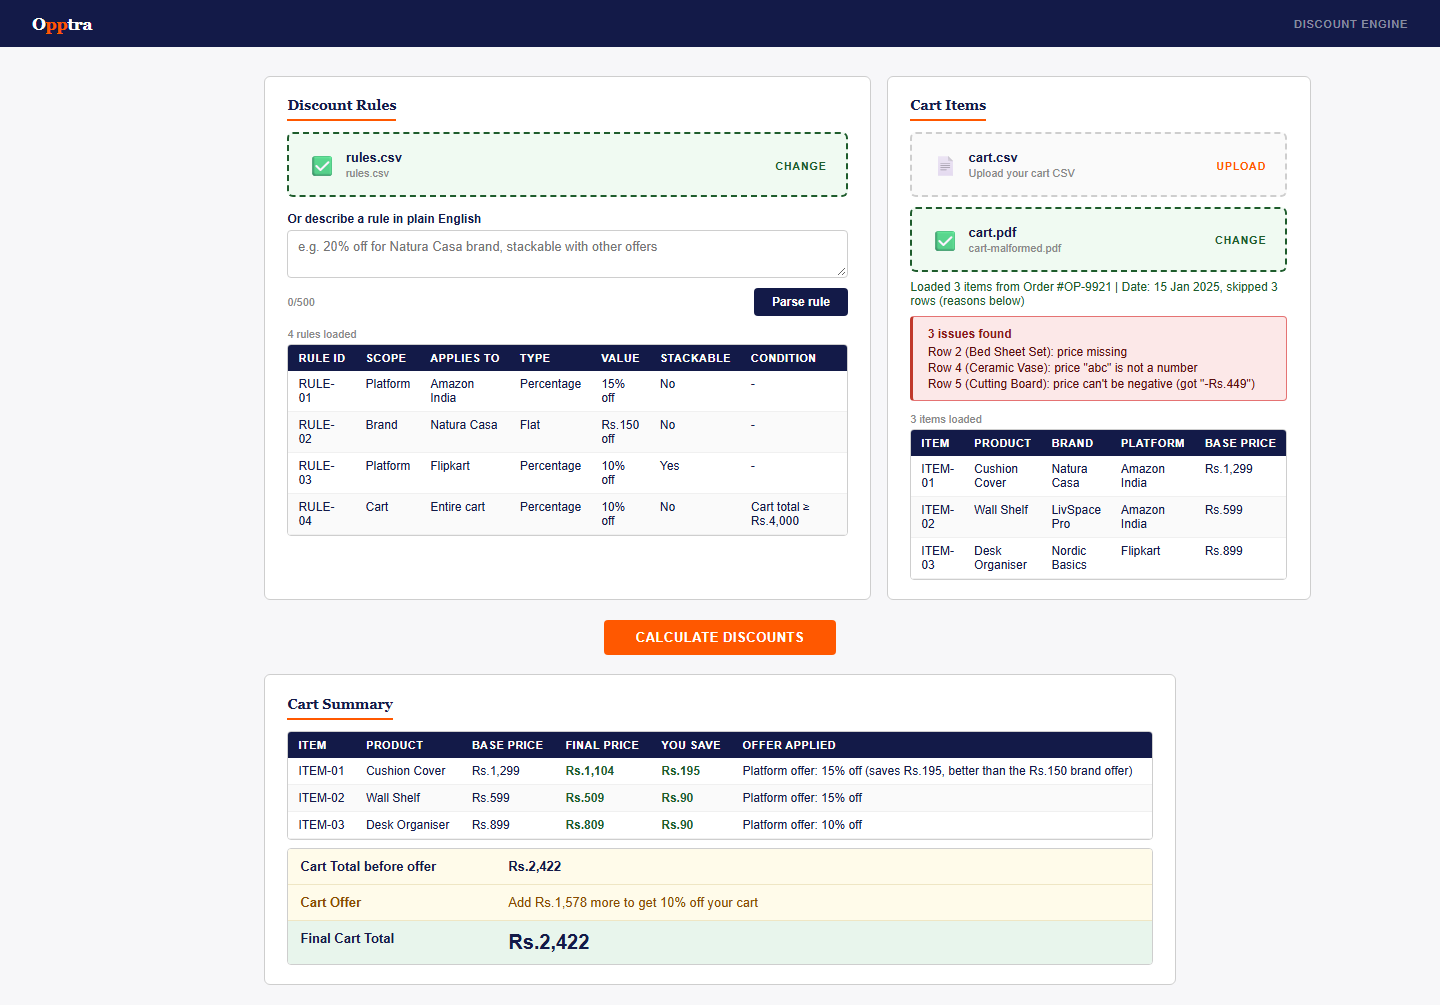 Opptra
DISCOUNT ENGINE
Discount Rules
rules.csv
rules.csv
CHANGE
Or describe a rule in plain English
e.g. 20% off for Natura Casa brand, stackable with other offers
0/500
Parse rule
4 rules loaded
RULE ID SCOPE APPLIES TO TYPE VALUE STACKABLE CONDITION
RULE-01 Platform Amazon India Percentage 15% off No -
RULE-02 Brand Natura Casa Flat Rs.150 off No -
RULE-03 Platform Flipkart Percentage 10% off Yes -
RULE-04 Cart Entire cart Percentage 10% off No Cart total ≥ Rs.4,000
Cart Items
cart.csv
Upload your cart CSV
UPLOAD
cart.pdf
cart-malformed.pdf
CHANGE
Loaded 3 items from Order #OP-9921 | Date: 15 Jan 2025, skipped 3
rows (reasons below)
3 issues found
Row 2 (Bed Sheet Set): price missing
Row 4 (Ceramic Vase): price "abc" is not a number
Row 5 (Cutting Board): price can't be negative (got "-Rs.449")
3 items loaded
ITEM PRODUCT BRAND PLATFORM BASE PRICE
ITEM-01 Cushion Cover Natura Casa Amazon India Rs.1,299
ITEM-02 Wall Shelf LivSpace Pro Amazon India Rs.599
ITEM-03 Desk Organiser Nordic Basics Flipkart Rs.899
CALCULATE DISCOUNTS
Cart Summary
ITEM PRODUCT BASE PRICE FINAL PRICE YOU SAVE OFFER APPLIED
ITEM-01 Cushion Cover Rs.1,299 Rs.1,104 Rs.195 Platform offer: 15% off (saves Rs.195, better than the Rs.150 brand offer)
ITEM-02 Wall Shelf Rs.599 Rs.509 Rs.90 Platform offer: 15% off
ITEM-03 Desk Organiser Rs.899 Rs.809 Rs.90 Platform offer: 10% off
Cart Total before offer Rs.2,422
Cart Offer Add Rs.1,578 more to get 10% off your cart
Final Cart Total Rs.2,422